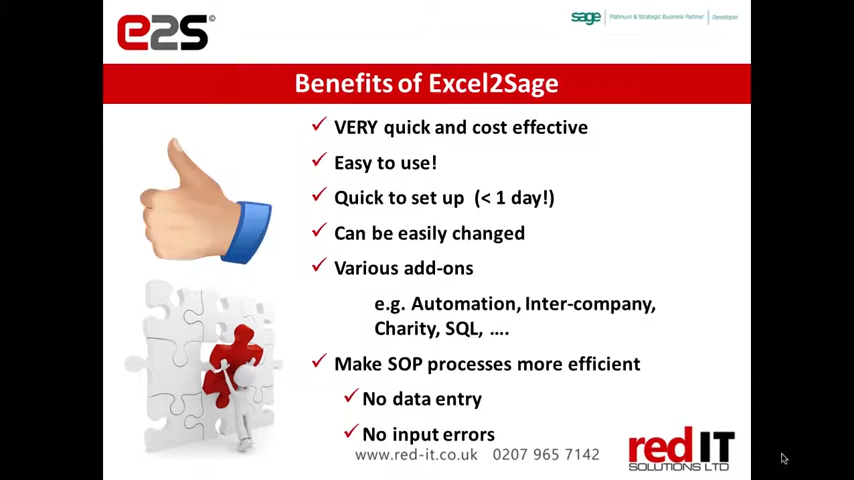 e2s©
sage | Platinum & Strategic Business Partner | Developer
Benefits of Excel2Sage
VERY quick and cost effective
Easy to use!
Quick to set up (< 1 day!)
Can be easily changed
Various add-ons
e.g. Automation, Inter-company,
Charity, SQL, ....
Make SOP processes more efficient
No data entry
No input errors
www.red-it.co.uk 0207 965 7142
red IT
SOLUTIONS LTD